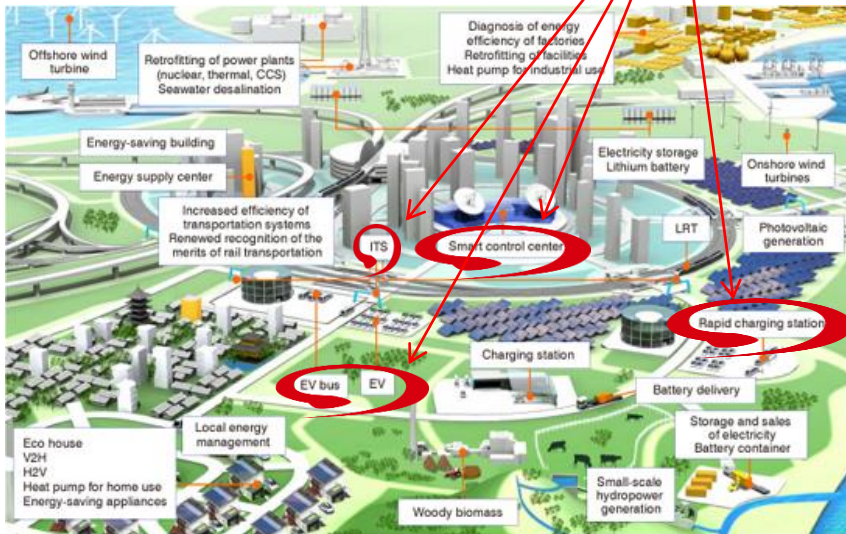 Offshore wind
turbine
Retrofitting of power plants
(nuclear, thermal, CCS)
Seawater desalination
Diagnosis of energy
efficiency of factories
Retrofitting of facilities
Heat pump for industrial use
Energy-saving building
Energy supply center
Electricity storage
Lithium battery
Onshore wind
turbines
Increased efficiency of
transportation systems
Renewed recognition of the
merits of rail transportation
ITS
Smart control center
LRT
Photovoltaic
generation
Rapid charging station
EV bus
EV
Charging station
Battery delivery
Eco house
V2H
H2V
Heat pump for home use
Energy-saving appliances
Local energy
management
Woody biomass
Small-scale
hydropower
generation
Storage and sales
of electricity
Battery container